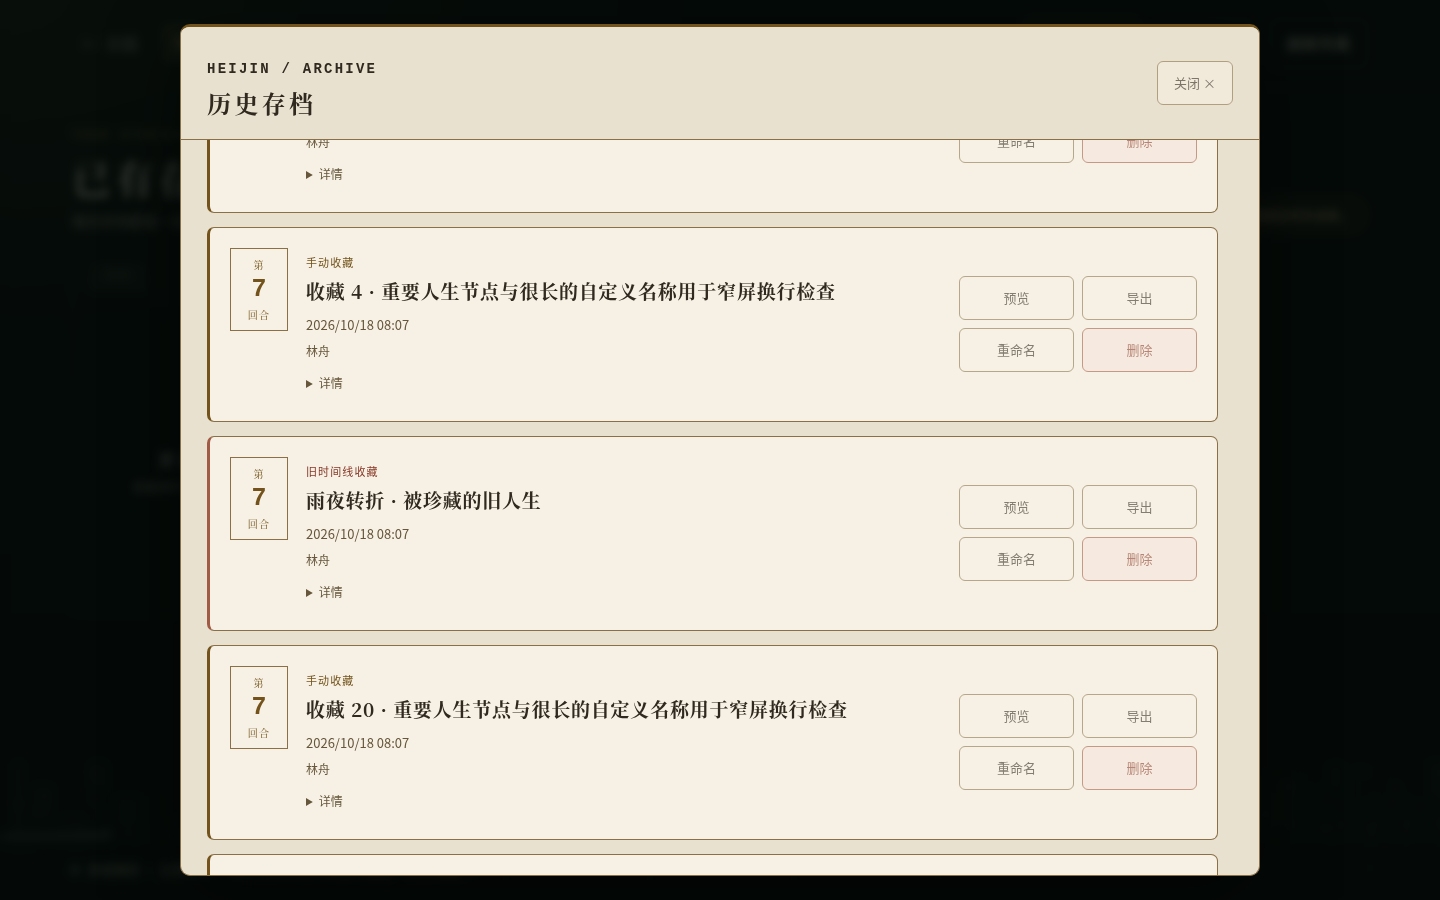 HEIJIN / ARCHIVE
历史存档
关闭 ×
林舟
▶ 详情
重命名
删除
第
7
回合
手动收藏
收藏 4 · 重要人生节点与很长的自定义名称用于窄屏换行检查
2026/10/18 08:07
林舟
▶ 详情
预览
导出
重命名
删除
第
7
回合
旧时间线收藏
雨夜转折 · 被珍藏的旧人生
2026/10/18 08:07
林舟
▶ 详情
预览
导出
重命名
删除
第
7
回合
手动收藏
收藏 20 · 重要人生节点与很长的自定义名称用于窄屏换行检查
2026/10/18 08:07
林舟
▶ 详情
预览
导出
重命名
删除